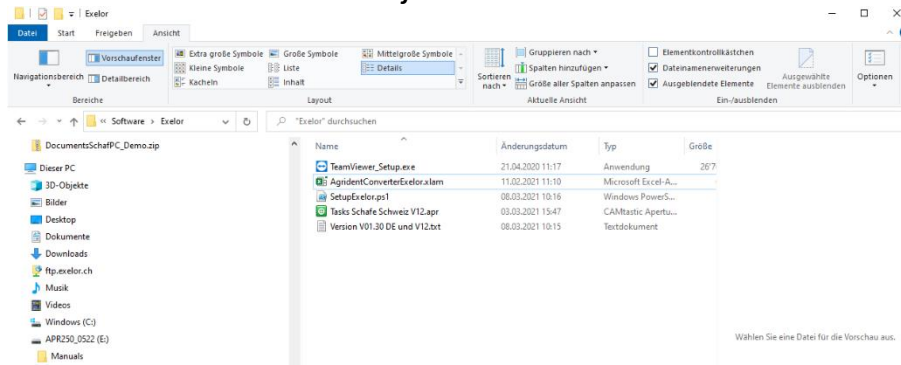 Exelor
Datei Start Freigeben Ansicht
Navigationsbereich
Vorschaufenster
Detailbereich
Bereiche
Extra große Symbole Große Symbole Mittelgroße Symbole
Kleine Symbole Liste Details
Kacheln Inhalt
Layout
Sortieren nach
Gruppieren nach
Spalten hinzufügen
Größe aller Spalten anpassen
Aktuelle Ansicht
Elementkontrollkästchen
Dateinamenerweiterungen
Ausgeblendete Elemente
Ausgewählte Elemente ausblenden
Ein-/ausblenden
Optionen
« Software > Exelor
"Exelor" durchsuchen
DocumentsSchafPC_Demo.zip
Dieser PC
3D-Objekte
Bilder
Desktop
Dokumente
Downloads
ftp.exelor.ch
Musik
Videos
Windows (C:)
APR250_0522 (E:)
Manuals
Name Änderungsdatum Typ Größe
TeamViewer_Setup.exe 21.04.2020 11:17 Anwendung 26'7
AgridentConverterExelor.xlam 11.02.2021 11:10 Microsoft Excel-A...
SetupExelor.ps1 08.03.2021 10:16 Windows PowerS...
Tasks Schafe Schweiz V12.apr 03.03.2021 15:47 CAMtastic Apertu...
Version V01.30 DE und V12.txt 08.03.2021 10:15 Textdokument
Wählen Sie eine Datei für die Vorschau aus.